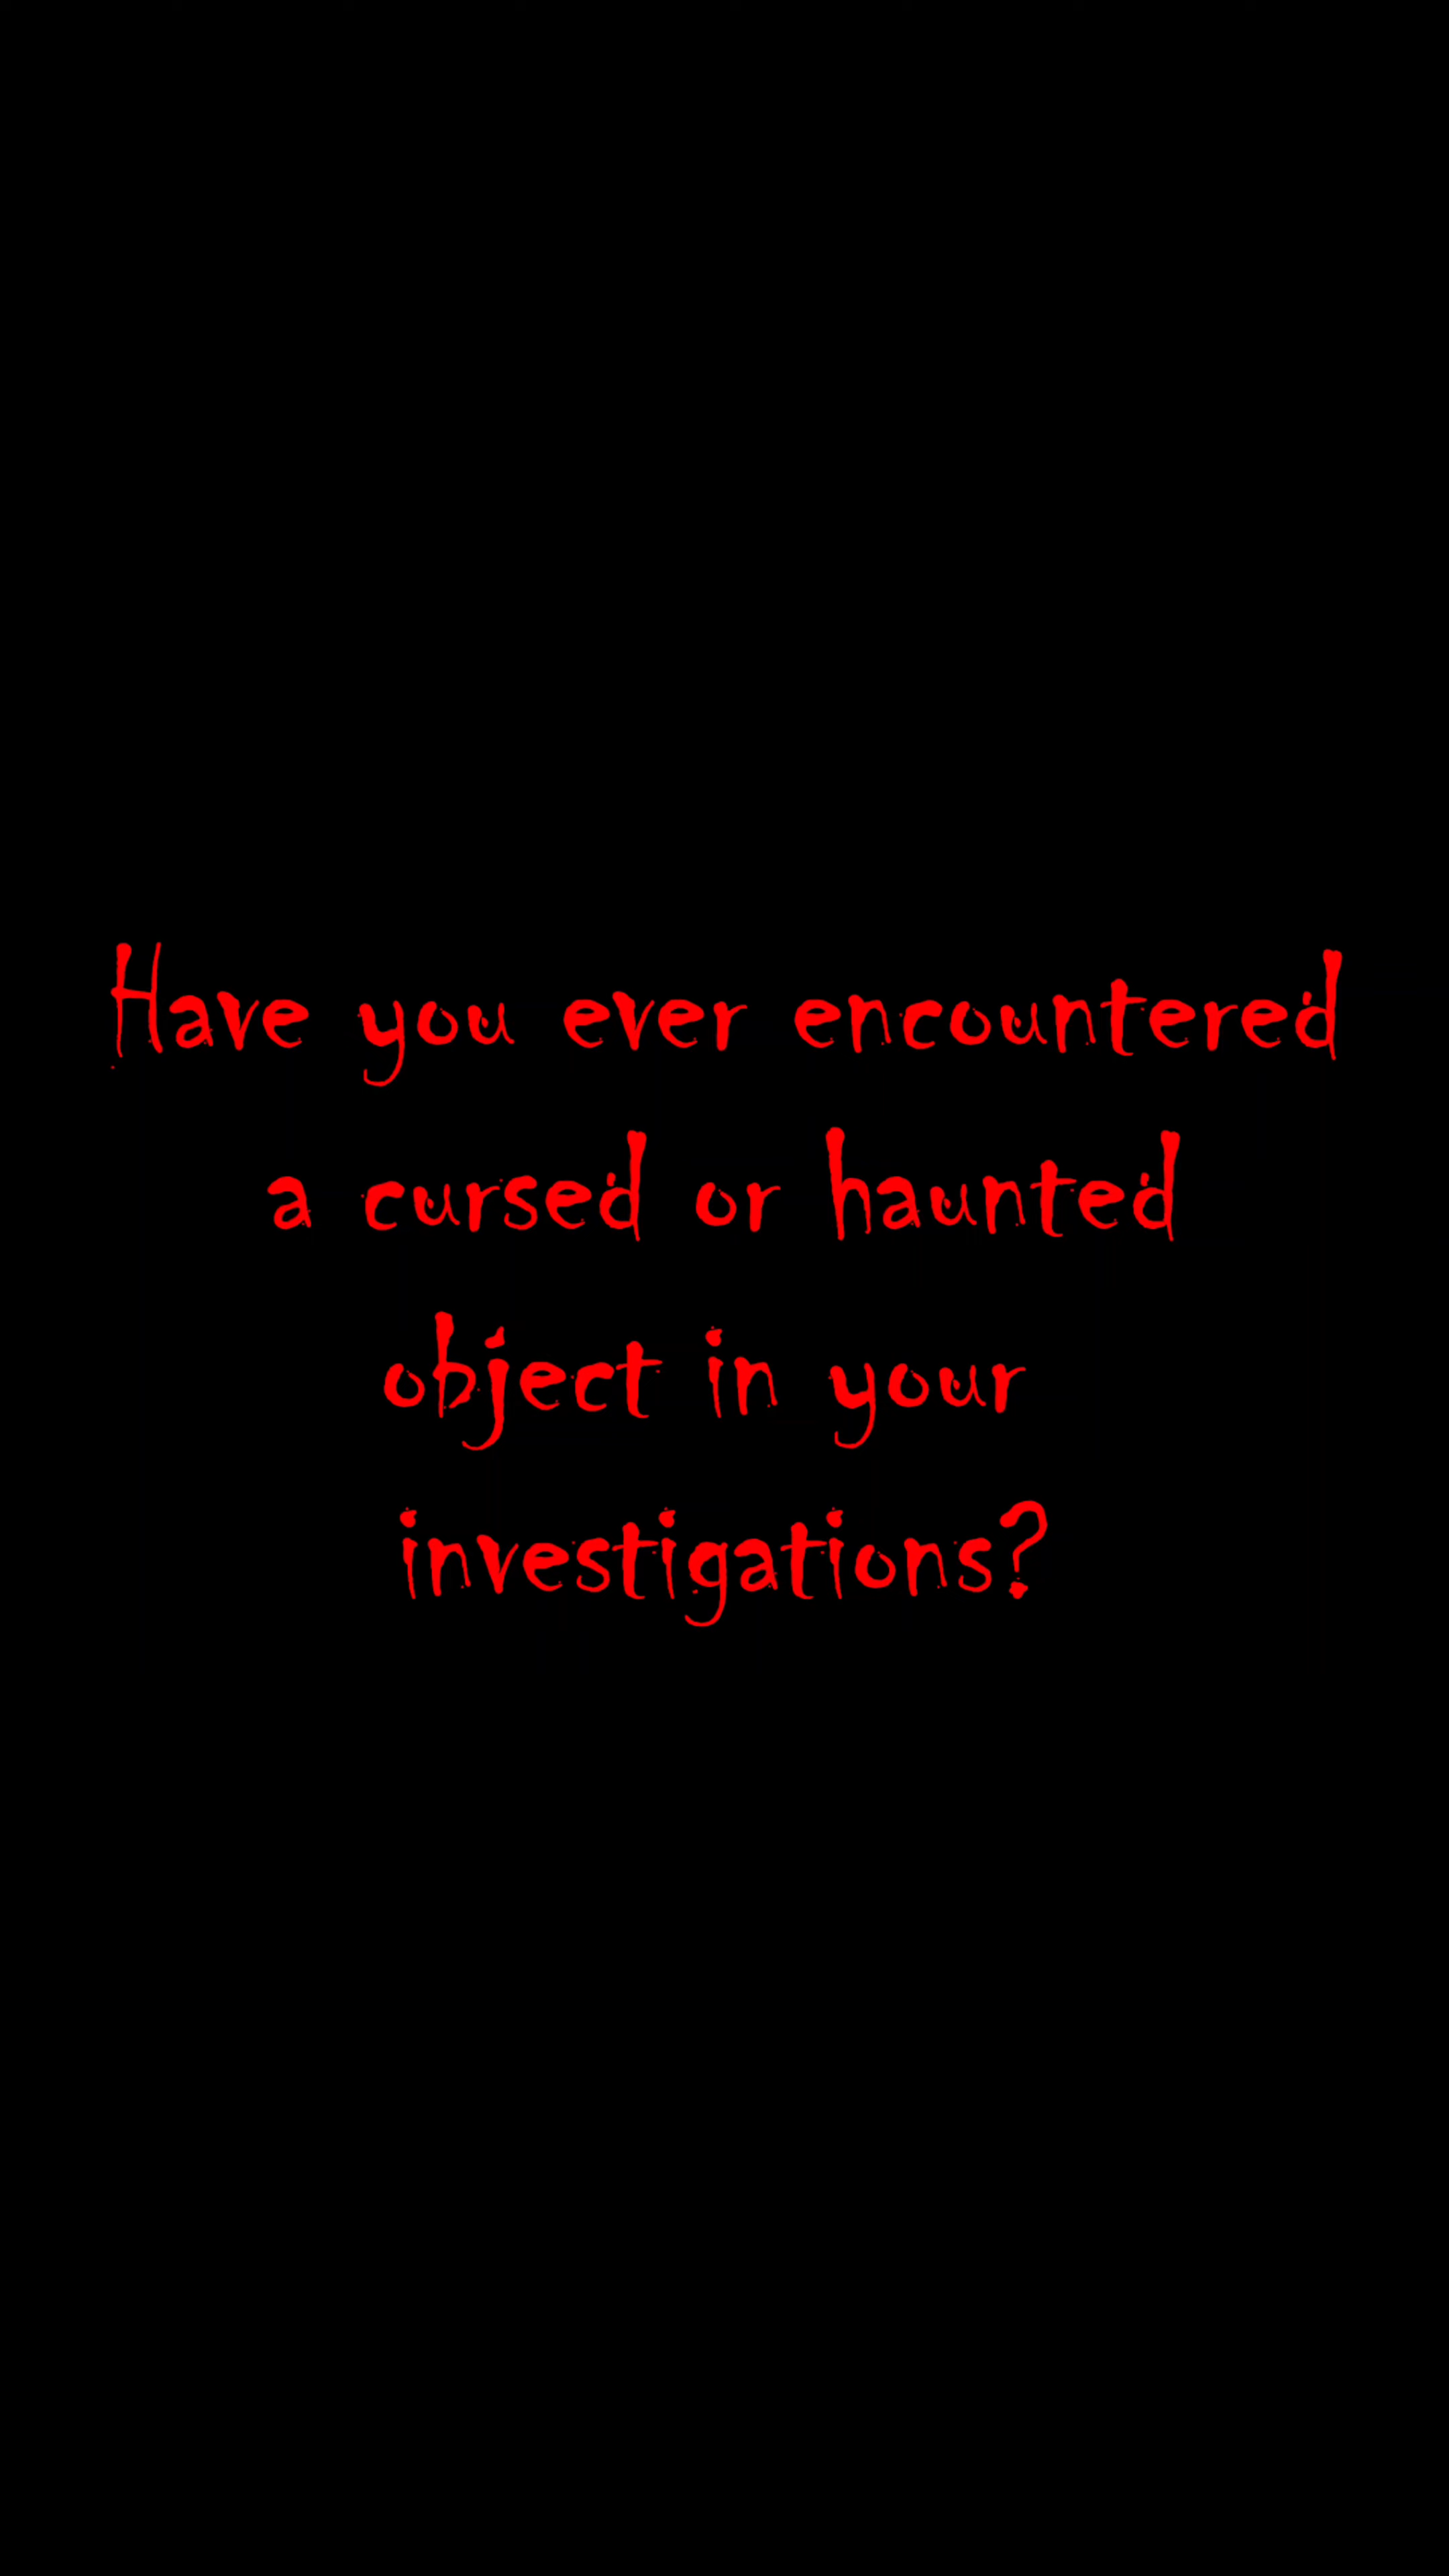 Have you ever encountered
a cursed or haunted
object in your
investigations?